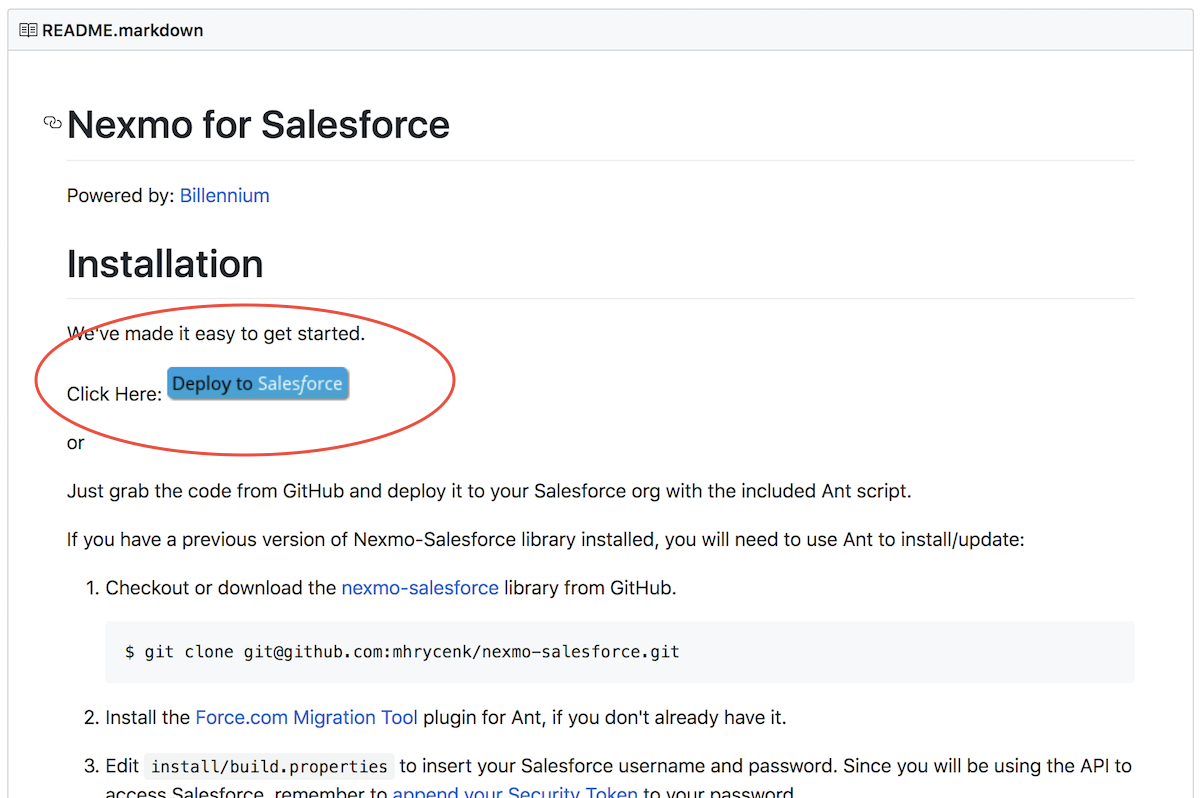 README.markdown
Nexmo for Salesforce
Powered by: Billennium
Installation
We've made it easy to get started.
Click Here: Deploy to Salesforce
or
Just grab the code from GitHub and deploy it to your Salesforce org with the included Ant script.
If you have a previous version of Nexmo-Salesforce library installed, you will need to use Ant to install/update:
1. Checkout or download the nexmo-salesforce library from GitHub.
$ git clone git@github.com:mhrycenk/nexmo-salesforce.git
2. Install the Force.com Migration Tool plugin for Ant, if you don't already have it.
3. Edit install/build.properties to insert your Salesforce username and password. Since you will be using the API to
access Salesforce, remember to append your Security Token to your password.